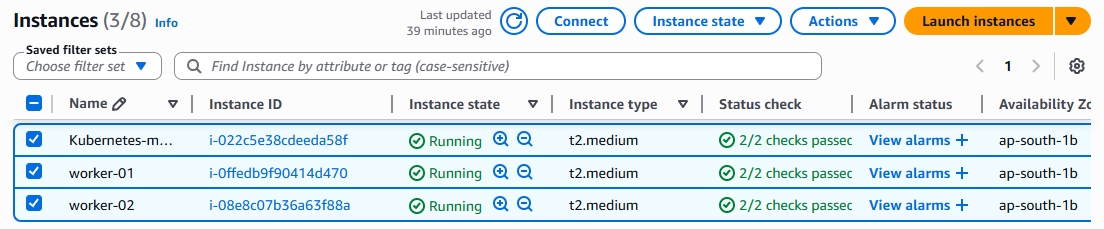 Instances (3/8) Info Last updated 39 minutes ago Connect Instance state Actions Launch instances
Saved filter sets
Choose filter set Find Instance by attribute or tag (case-sensitive) 1
Name Instance ID Instance state Instance type Status check Alarm status Availability Zo
Kubernetes-m... i-022c5e38cdeeda58f Running t2.medium 2/2 checks passec View alarms + ap-south-1b
worker-01 i-0ffedb9f90414d470 Running t2.medium 2/2 checks passec View alarms + ap-south-1b
worker-02 i-08e8c07b36a63f88a Running t2.medium 2/2 checks passec View alarms + ap-south-1b